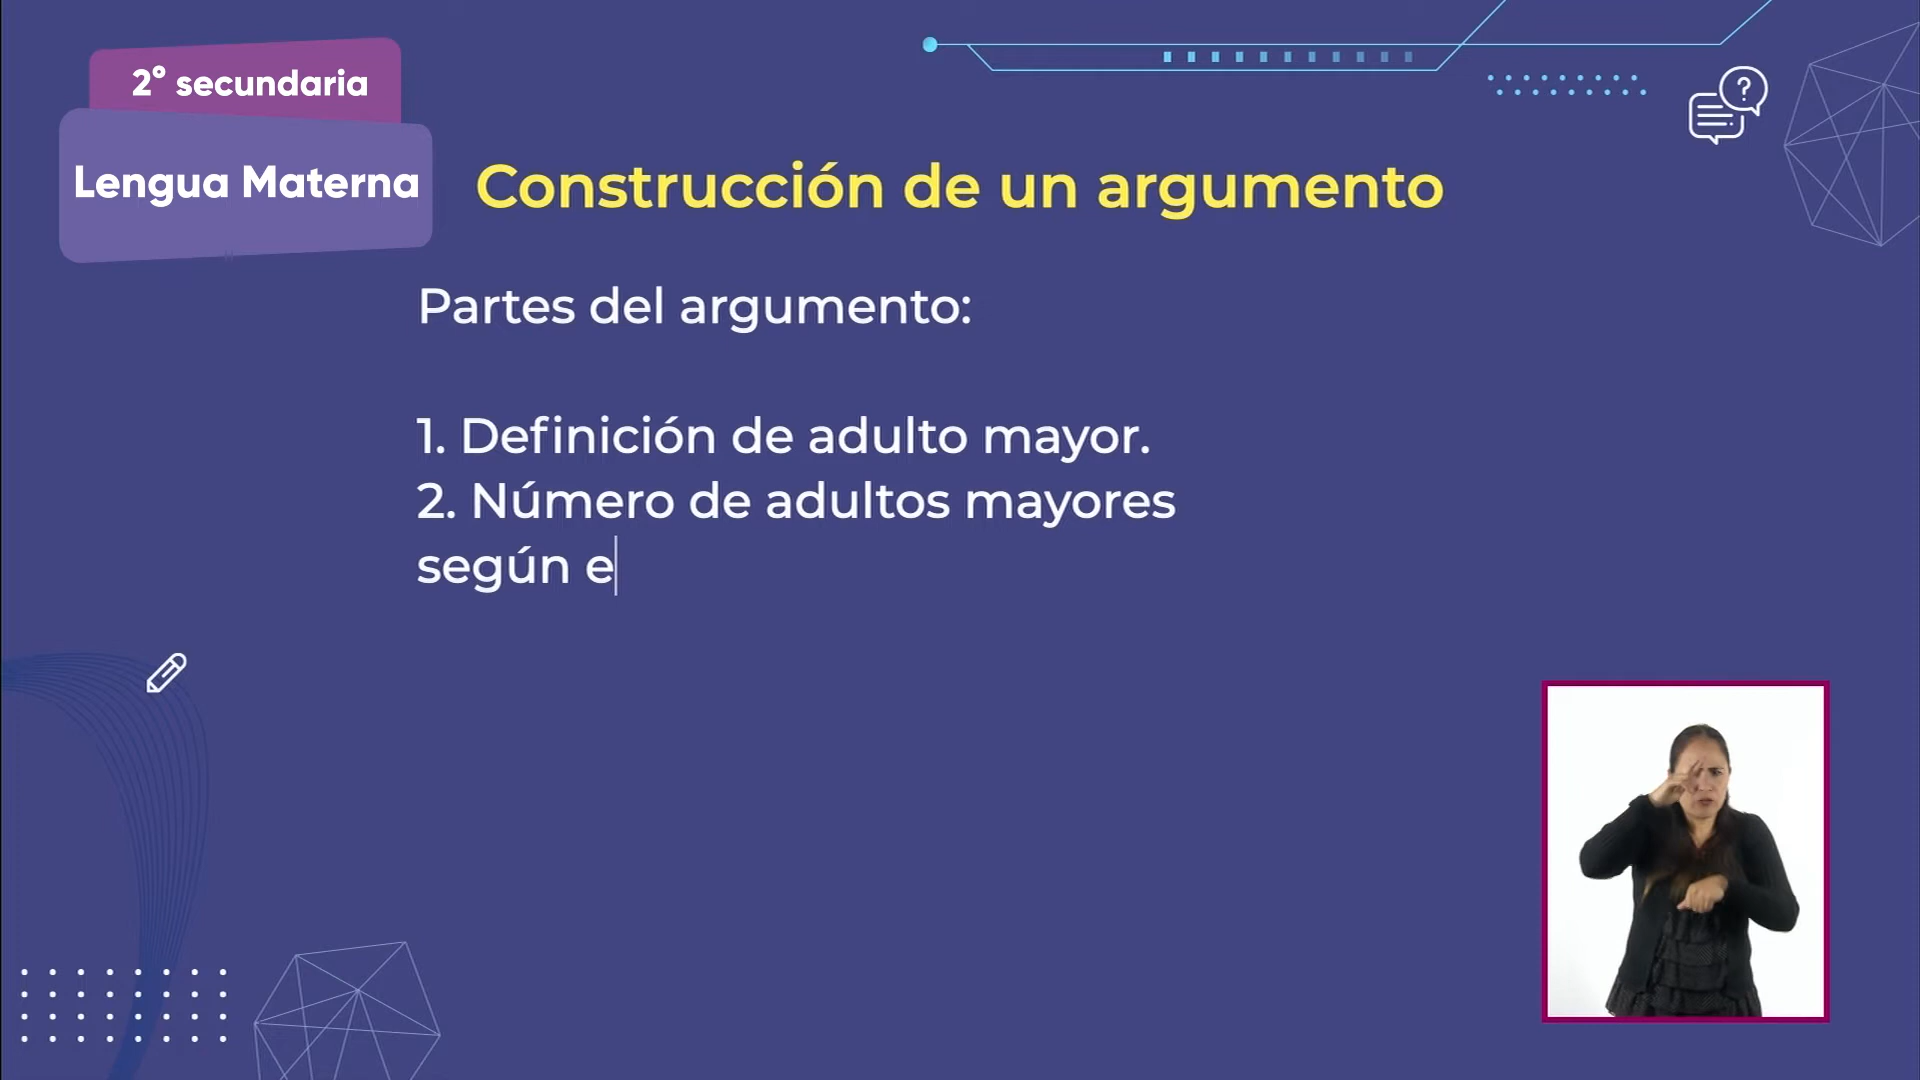 2° secundaria
Lengua Materna
Construcción de un argumento
Partes del argumento:
1. Definición de adulto mayor.
2. Número de adultos mayores
según e
?